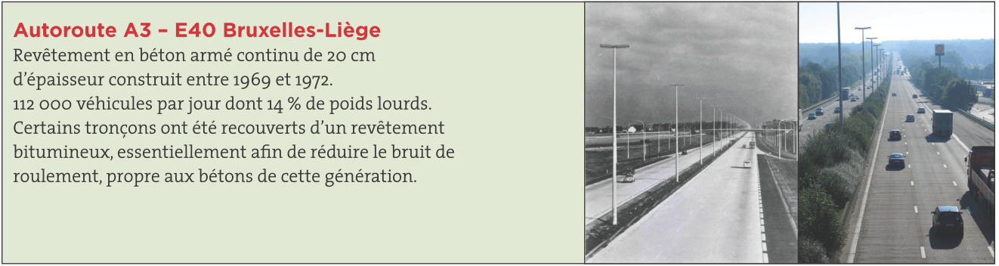 Autoroute A3 – E40 Bruxelles-Liège
Revêtement en béton armé continu de 20 cm
d’épaisseur construit entre 1969 et 1972.
112 000 véhicules par jour dont 14 % de poids lourds.
Certains tronçons ont été recouverts d’un revêtement
bitumineux, essentiellement afin de réduire le bruit de
roulement, propre aux bétons de cette génération.